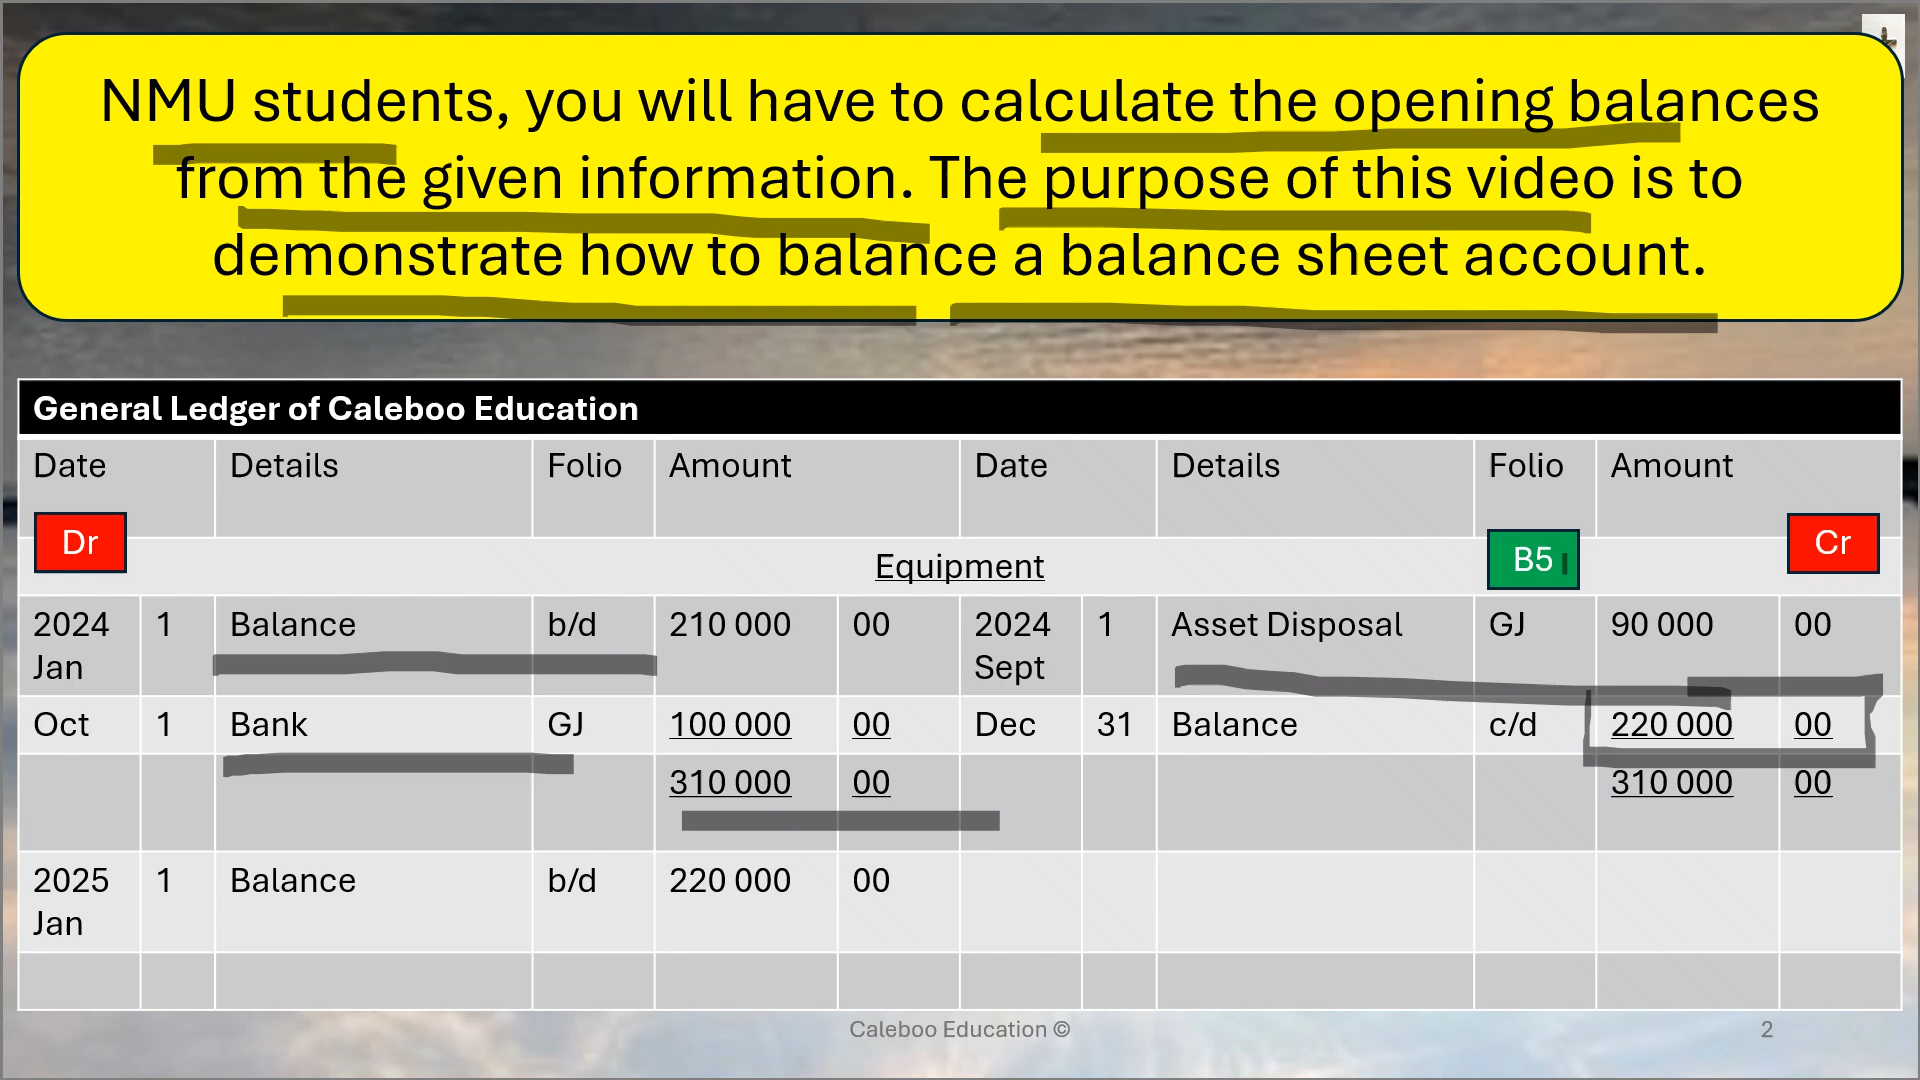 NMU students, you will have to calculate the opening balances
from the given information. The purpose of this video is to
demonstrate how to balance a balance sheet account.
General Ledger of Caleboo Education
Date Details Folio Amount Date Details Folio Amount
Dr Cr
Equipment B5
2024 Jan 1 Balance b/d 210 000 00 2024 Sept 1 Asset Disposal GJ 90 000 00
Oct 1 Bank GJ 100 000 00 Dec 31 Balance c/d 220 000 00
310 000 00 310 000 00
2025 Jan 1 Balance b/d 220 000 00
Caleboo Education © 2